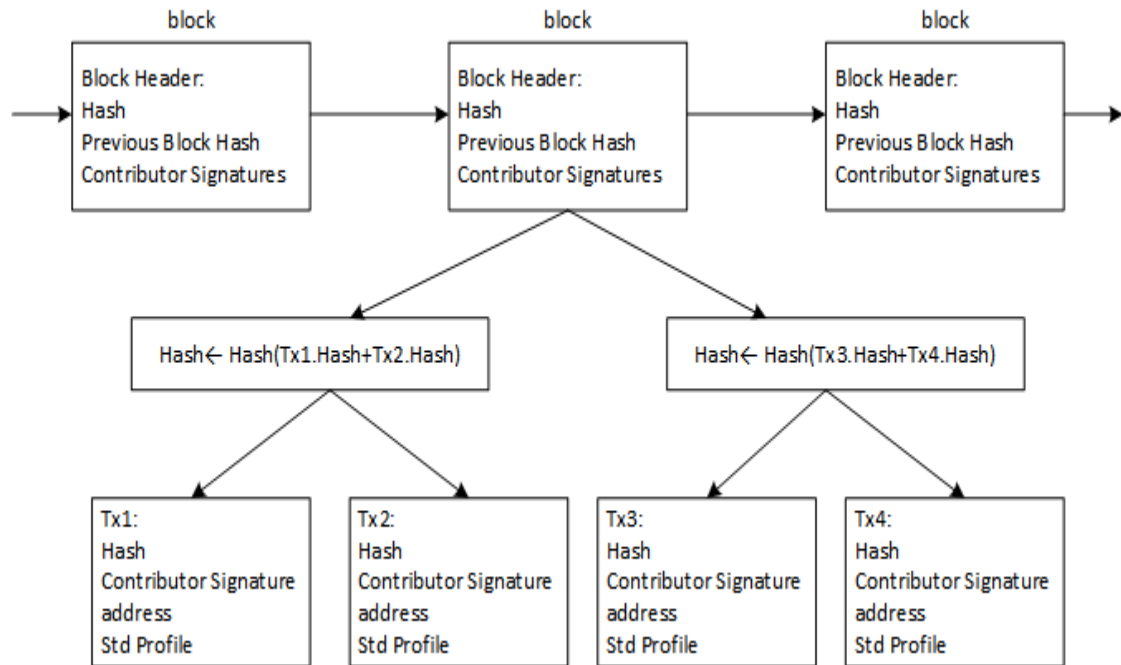 block
block
block
Block Header:
Hash
Previous Block Hash
Contributor Signatures
Block Header:
Hash
Previous Block Hash
Contributor Signatures
Block Header:
Hash
Previous Block Hash
Contributor Signatures
Hash← Hash(Tx1.Hash+Tx2.Hash)
Hash← Hash(Tx3.Hash+Tx4.Hash)
Tx1:
Hash
Contributor Signature
address
Std Profile
Tx2:
Hash
Contributor Signature
address
Std Profile
Tx3:
Hash
Contributor Signature
address
Std Profile
Tx4:
Hash
Contributor Signature
address
Std Profile